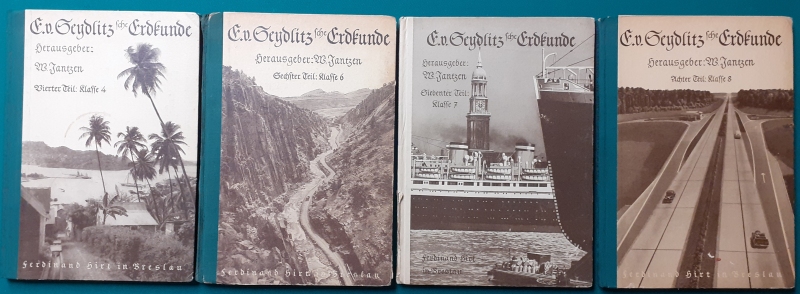 E.v. Seydlitz'sche Erdkunde
Herausgeber:
W. Jantzen
Vierter Teil: Klasse 4
Ferdinand Hirt in Breslau
E.v. Seydlitz'sche Erdkunde
Herausgeber: W. Jantzen
Sechster Teil: Klasse 6
Ferdinand Hirt in Breslau
E.v. Seydlitz'sche Erdkunde
Herausgeber:
W. Jantzen
Siebenter Teil:
Klasse 7
Ferdinand Hirt
in Breslau
E.v. Seydlitz'sche Erdkunde
Herausgeber: W. Jantzen
Achter Teil: Klasse 8
Ferdinand Hirt in Breslau